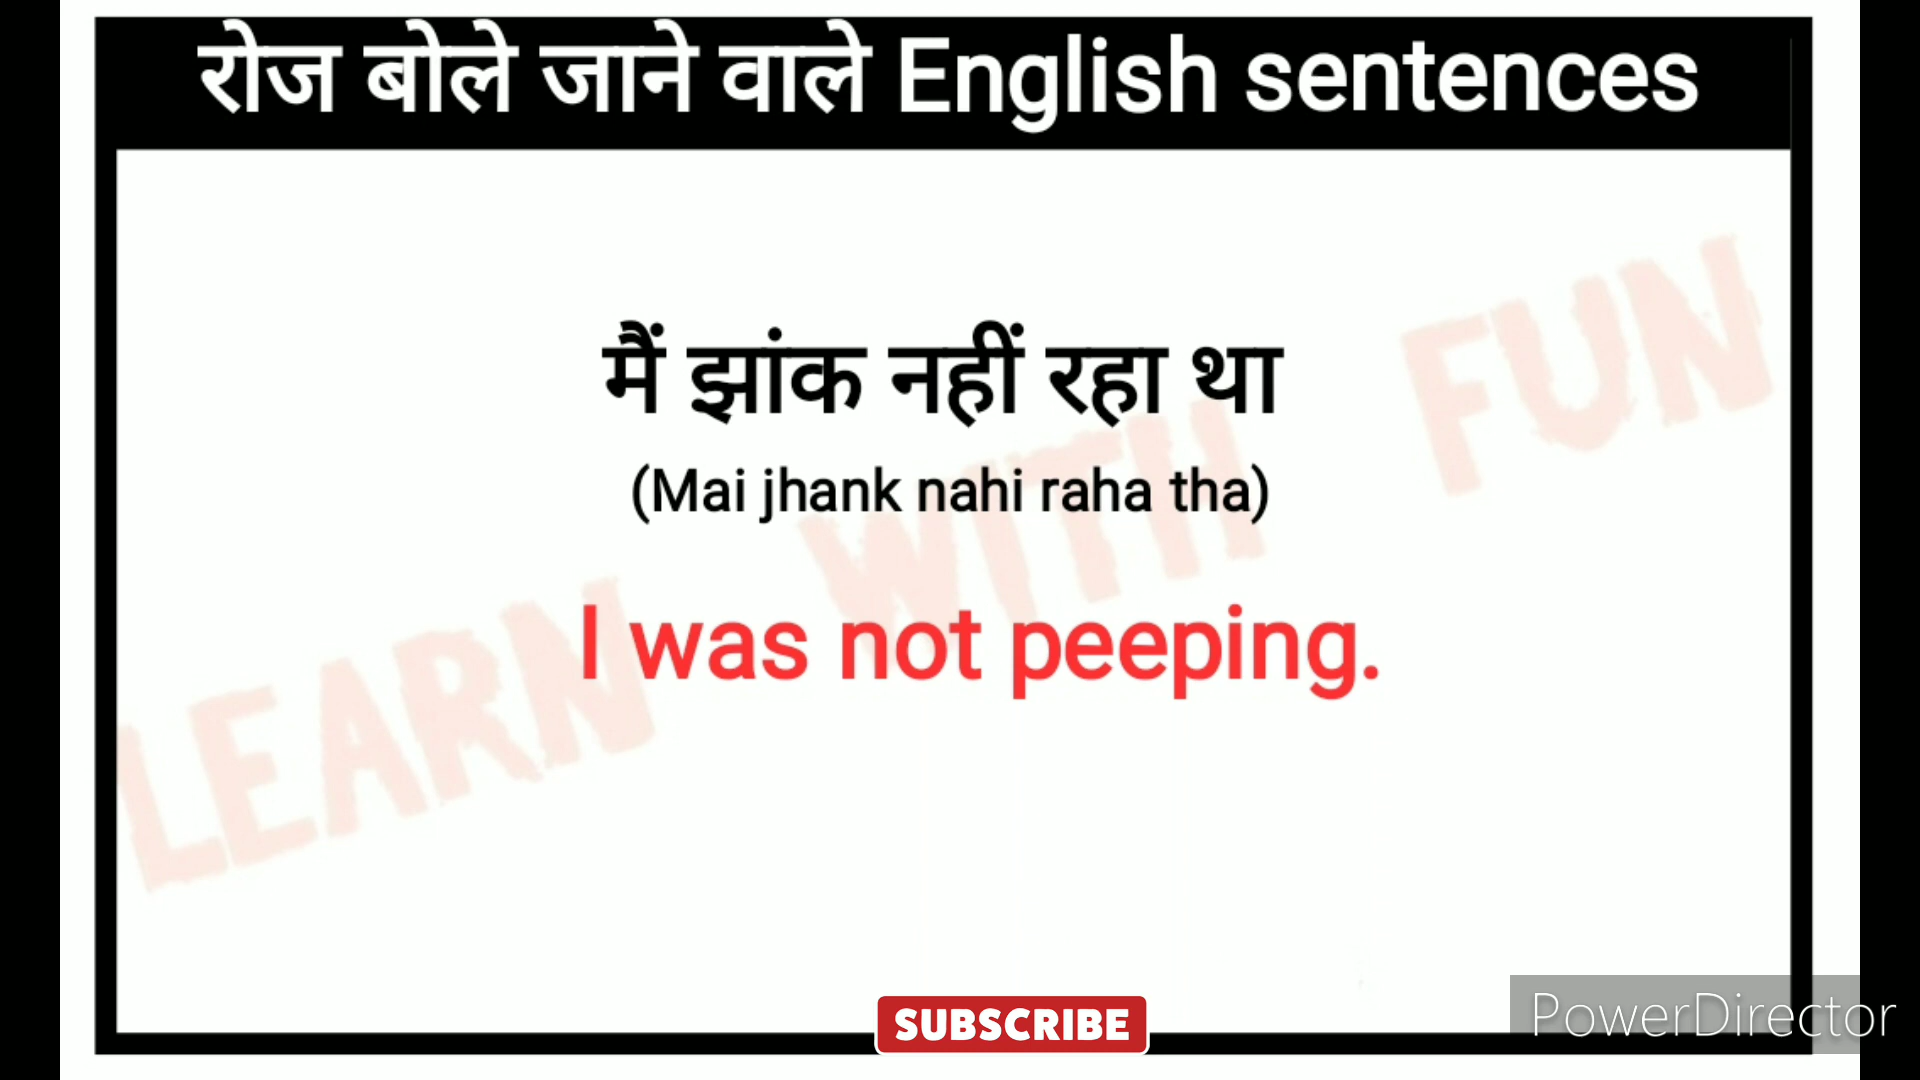 रोज बोले जाने वाले English sentences
मैं झांक नहीं रहा था
(Mai jhank nahi raha tha)
I was not peeping.
LEARN WITH FUN
SUBSCRIBE
PowerDirector